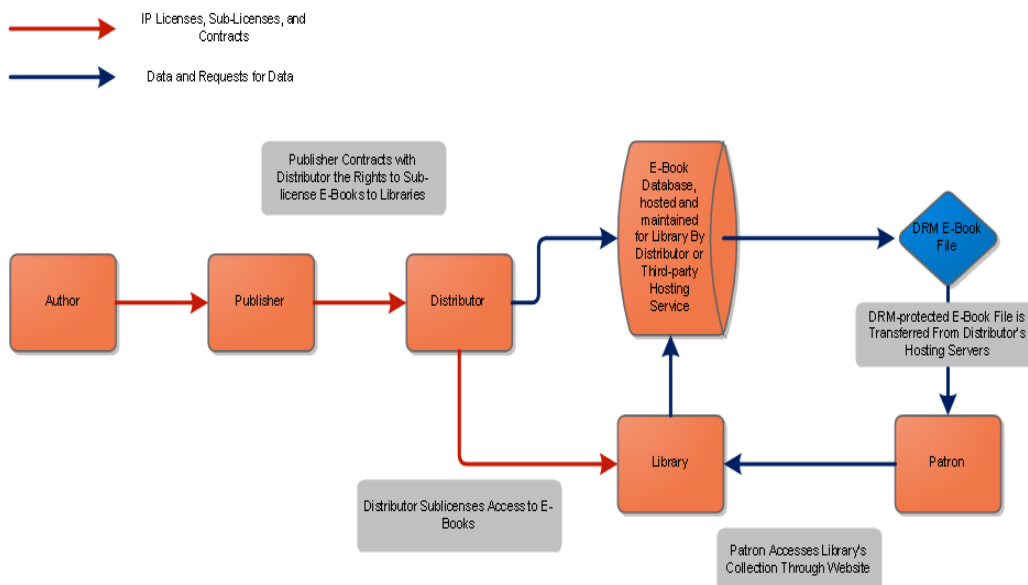 IP Licenses, Sub-Licenses, and
Contracts
Data and Requests for Data
Publisher Contracts with
Distributor the Rights to Sub-
license E-Books to Libraries
E-Book
Database,
hosted and
maintained
for Library By
Distributor or
Third-party
Hosting
Service
DRM E-Book
File
Author
Publisher
Distributor
DRM-protected E-Book File is
Transferred From Distributor's
Hosting Servers
Library
Patron
Distributor Sublicenses Access to E-
Books
Patron Accesses Library's
Collection Through Website